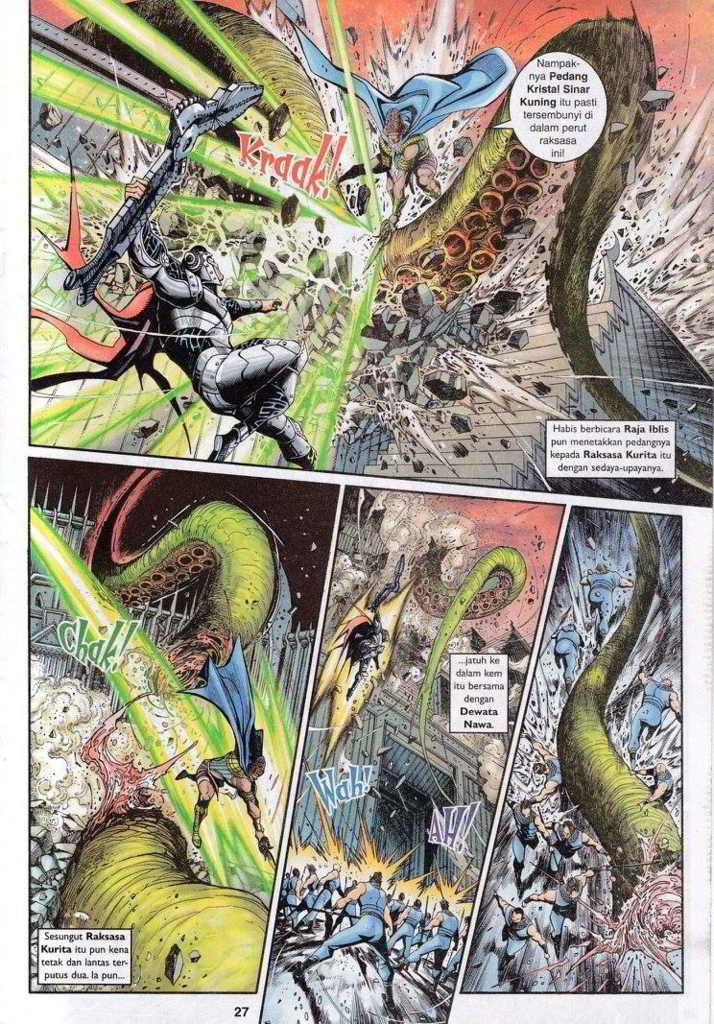 Nampak-
nya Pedang
Kristal Sinar
Kuning itu pasti
tersembunyi di
dalam perut
raksasa
ini!
Kraak!
Habis berbicara Raja Iblis
pun menetakkan pedangnya
kepada Raksasa Kurita itu
dengan sedaya-upayanya.
Chak!
Sesungut Raksasa
Kurita itu pun kena
tetak dan lantas ter-
putus dua. Ia pun...
...jatuh ke
dalam kem
itu bersama
dengan
Dewata
Nawa.
Wah!
AH!
27